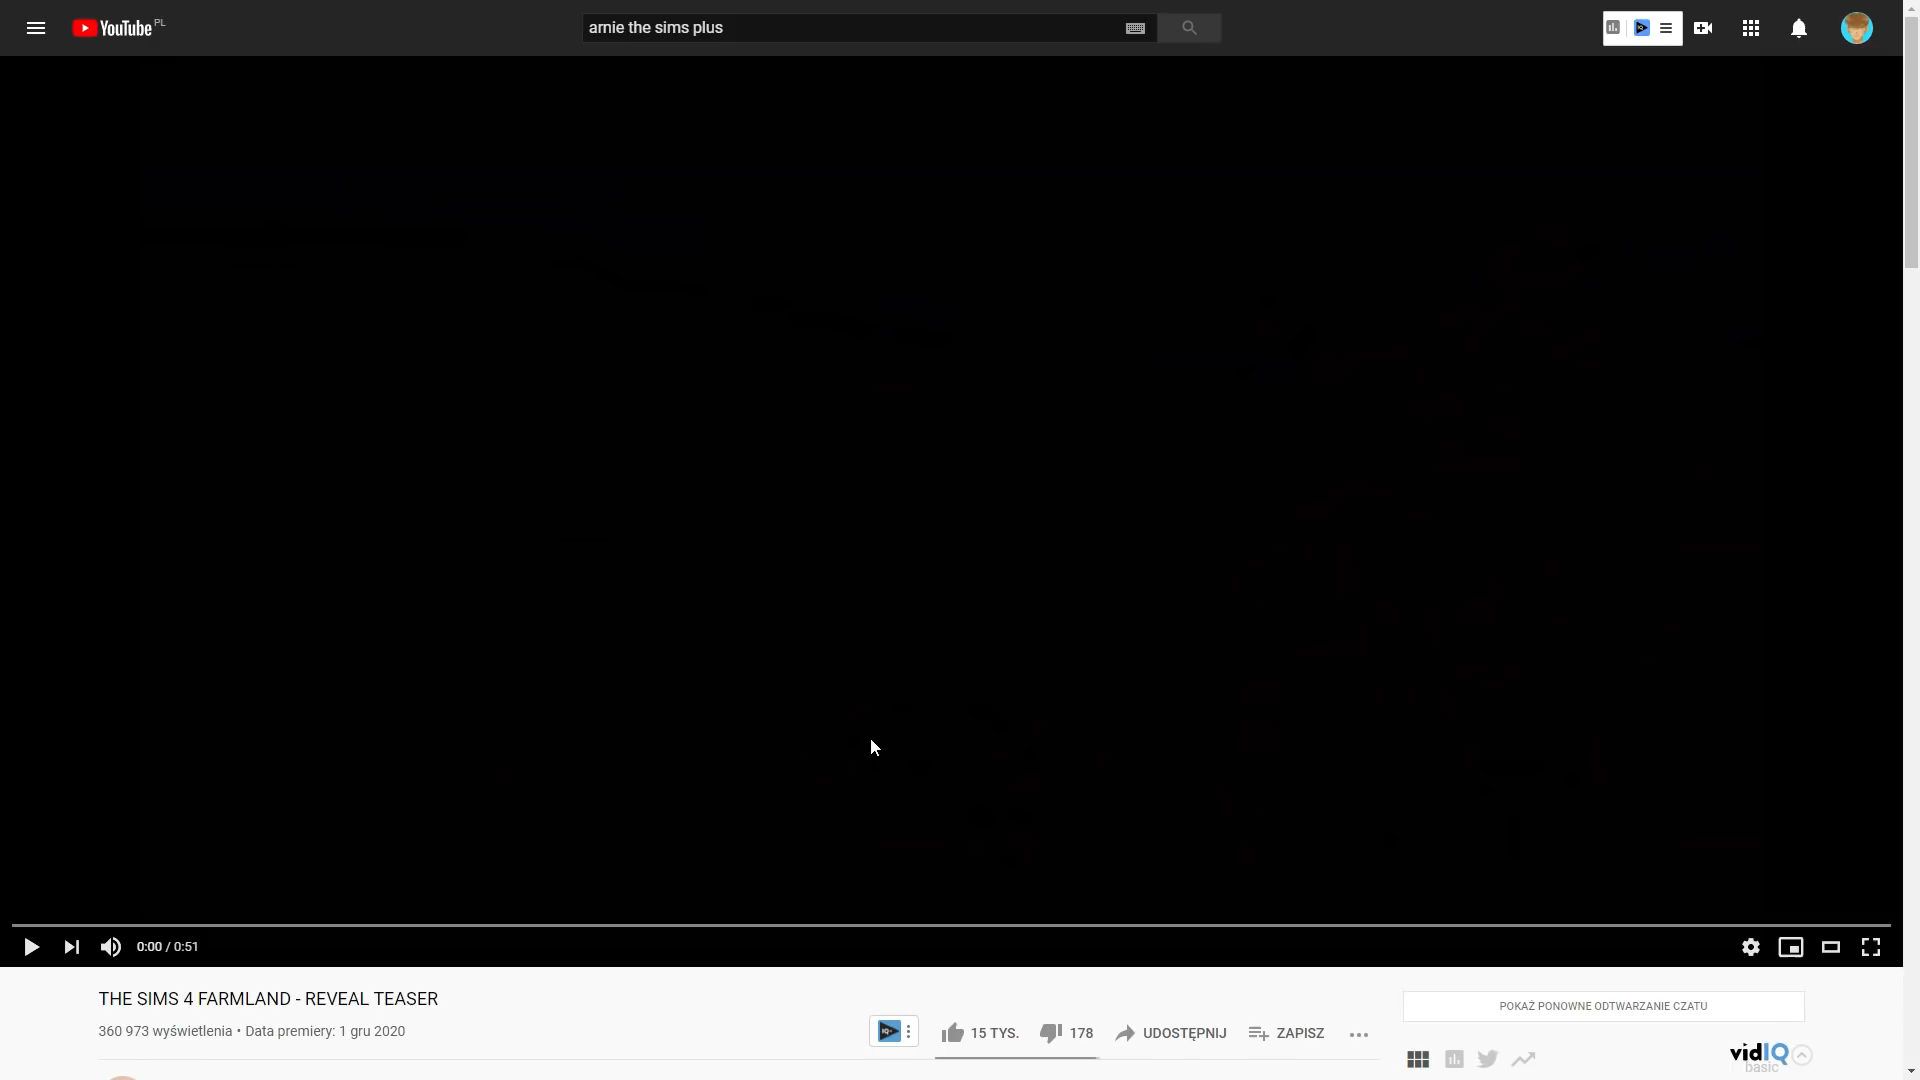 YouTube PL
arnie the sims plus
0:00 / 0:51
THE SIMS 4 FARMLAND - REVEAL TEASER
360 973 wyświetlenia • Data premiery: 1 gru 2020
15 TYS.
178
UDOSTĘPNIJ
ZAPISZ
POKAŻ PONOWNE ODTWARZANIE CZATU
vidIQ
basic